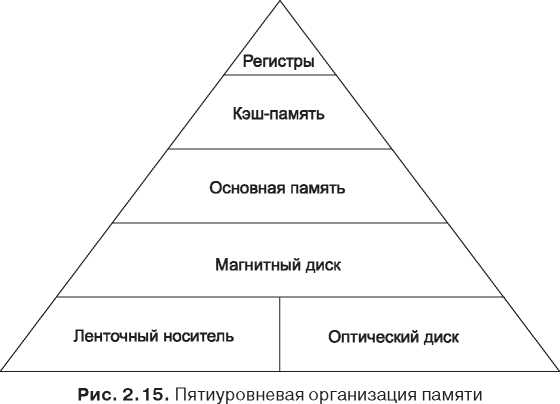 Регистры
Кэш-память
Основная память
Магнитный диск
Ленточный носитель
Оптический диск
Рис. 2.15. Пятиуровневая организация памяти